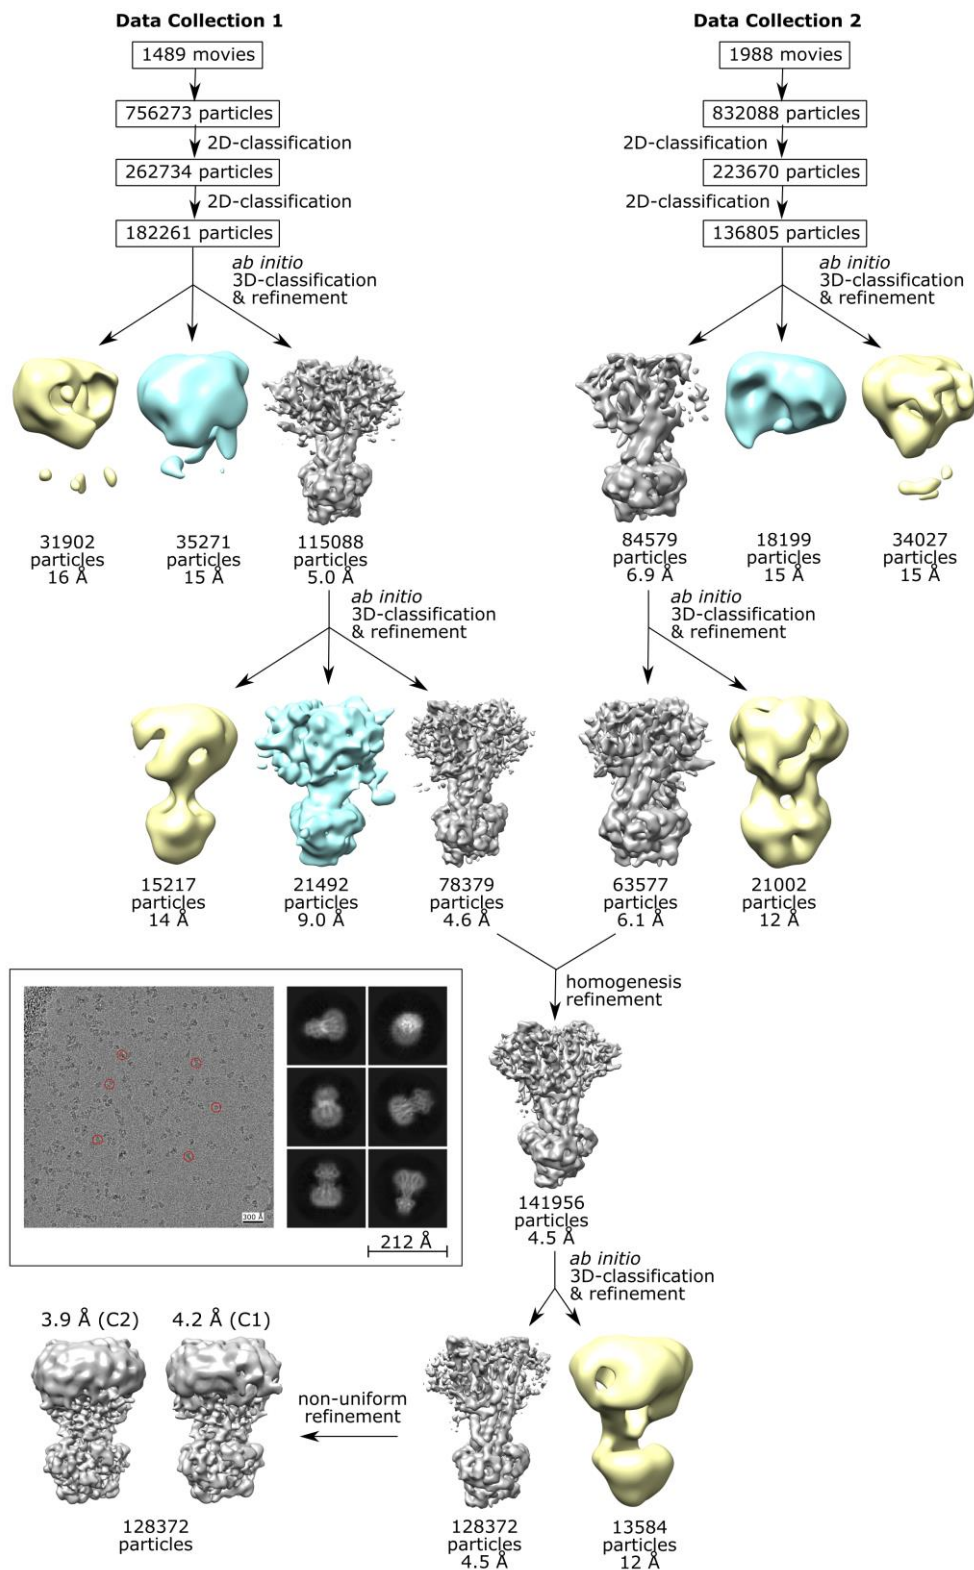 Data Collection 1
1489 movies
756273 particles
2D-classification
262734 particles
2D-classification
182261 particles
ab initio
3D-classification
& refinement
31902
particles
16 Å
35271
particles
15 Å
115088
particles
5.0 Å
ab initio
3D-classification
& refinement
15217
particles
14 Å
21492
particles
9.0 Å
78379
particles
4.6 Å
Data Collection 2
1988 movies
832088 particles
2D-classification
223670 particles
2D-classification
136805 particles
ab initio
3D-classification
& refinement
84579
particles
6.9 Å
18199
particles
15 Å
34027
particles
15 Å
ab initio
3D-classification
& refinement
63577
particles
6.1 Å
21002
particles
12 Å
homogenesis
refinement
141956
particles
4.5 Å
300 Å
212 Å
ab initio
3D-classification
& refinement
128372
particles
4.5 Å
13584
particles
12 Å
non-uniform
refinement
3.9 Å (C2)
4.2 Å (C1)
128372
particles